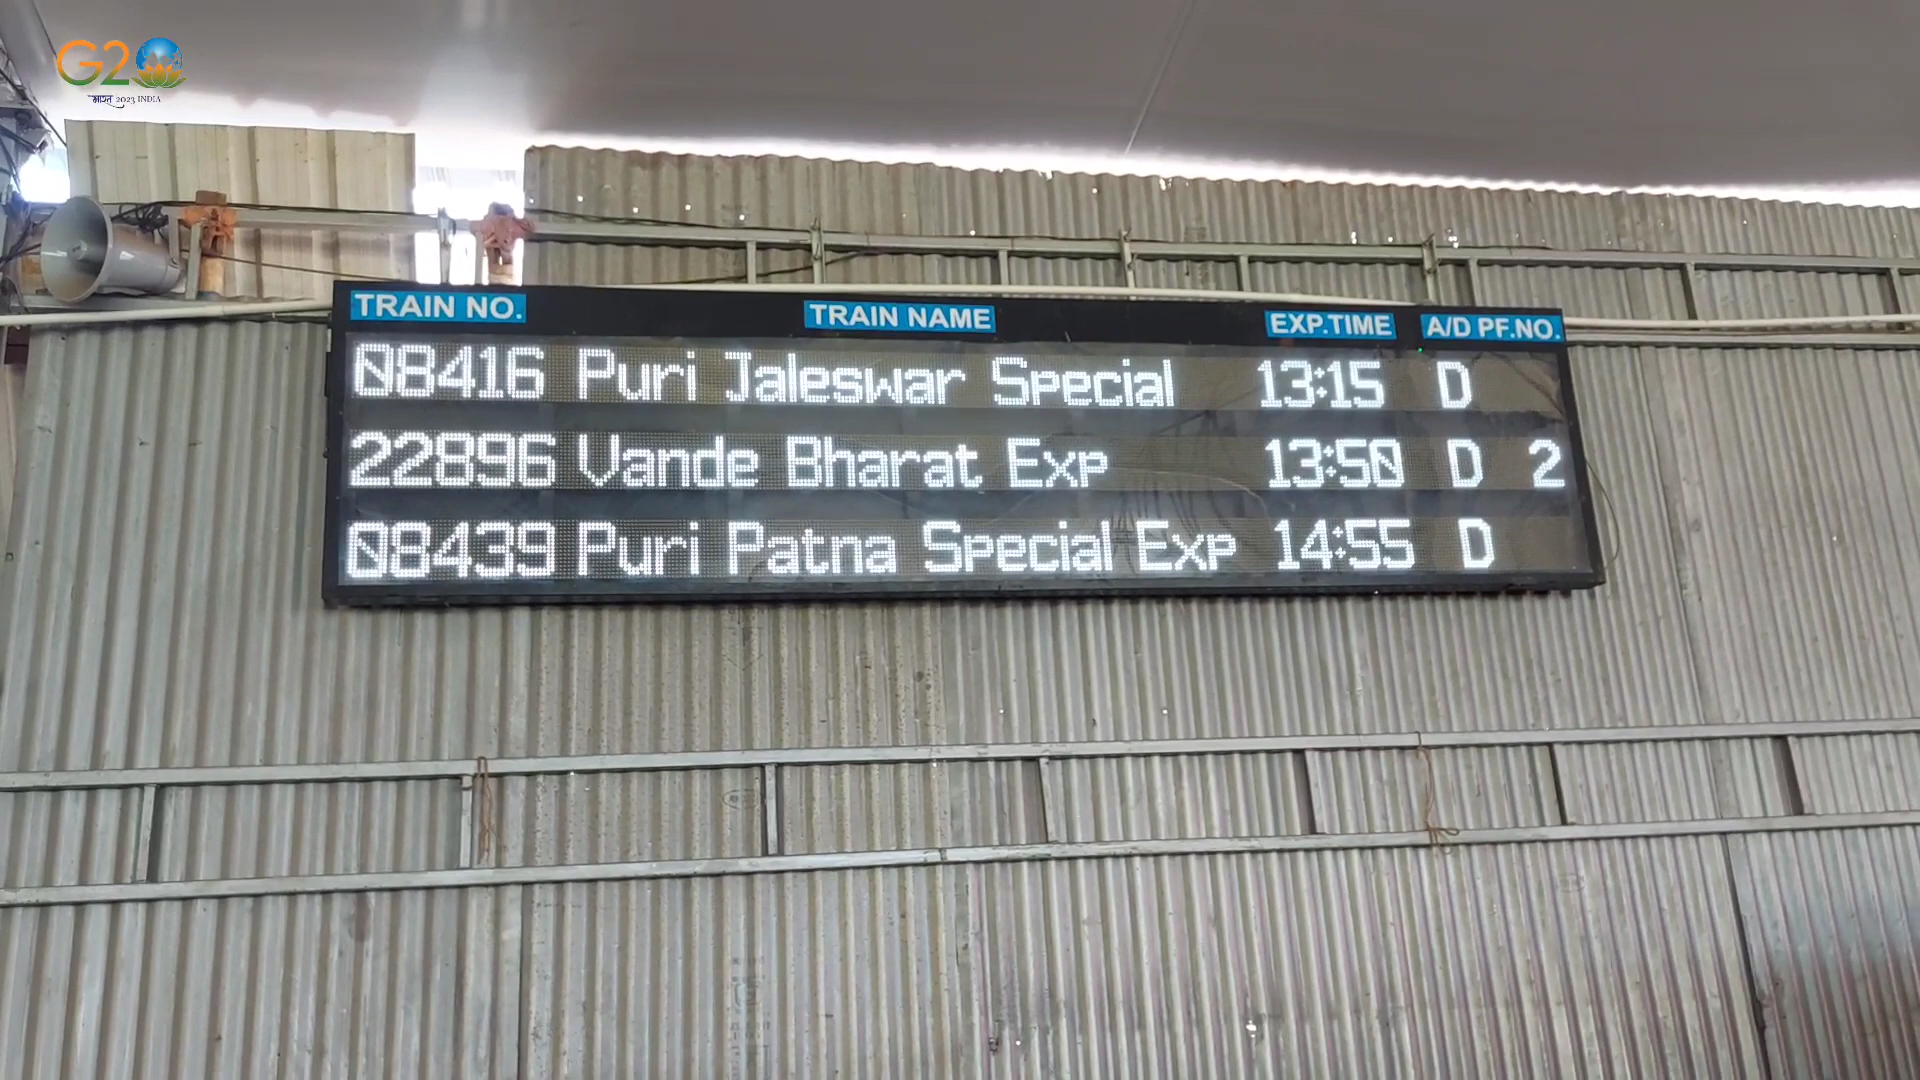 G20
भारत 2023 INDIA
TRAIN NO. TRAIN NAME EXP.TIME A/D PF.NO.
08416 Puri Jaleswar Special 13:15 D
22896 Vande Bharat Exp 13:50 D 2
08439 Puri Patna Special Exp 14:55 D